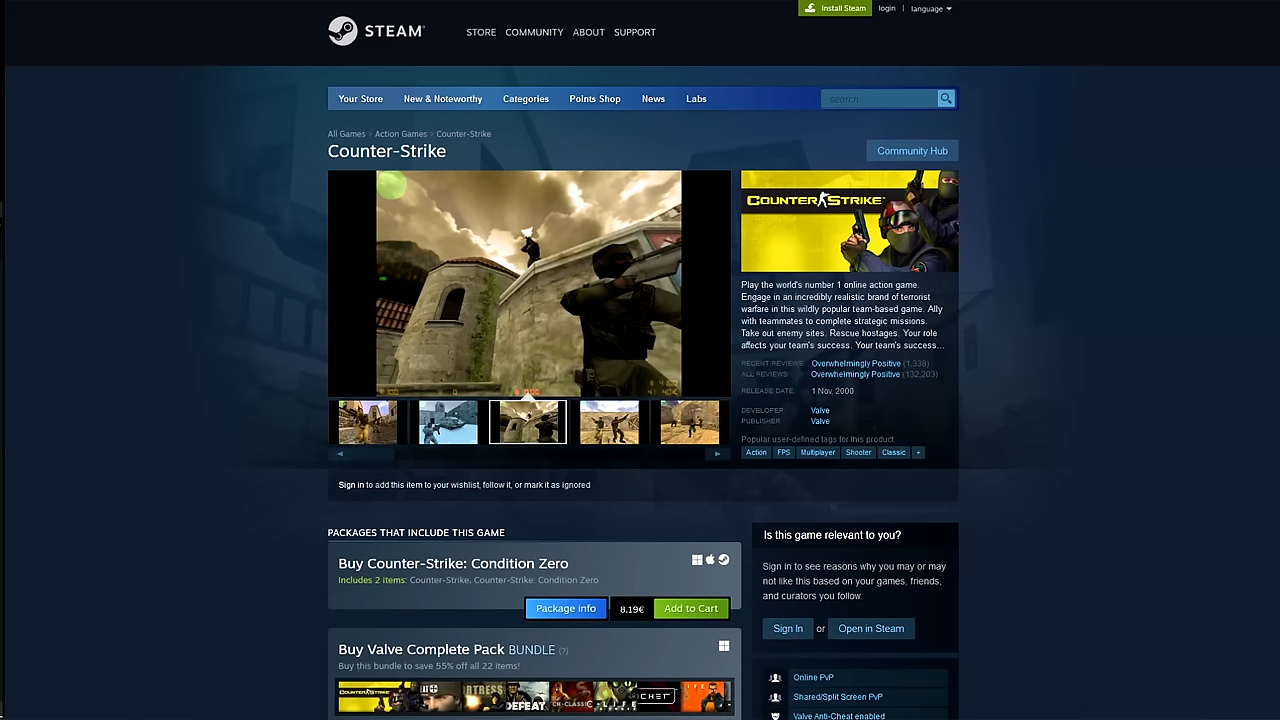 Install Steam
login | language
STEAM®
STORE COMMUNITY ABOUT SUPPORT
Your Store New & Noteworthy Categories Points Shop News Labs
search
All Games > Action Games > Counter-Strike
Counter-Strike
Community Hub
COUNTER STRIKE
Play the world's number 1 online action game.
Engage in an incredibly realistic brand of terrorist
warfare in this wildly popular team-based game. Ally
with teammates to complete strategic missions.
Take out enemy sites. Rescue hostages. Your role
affects your team's success. Your team's success...
RECENT REVIEWS: Overwhelmingly Positive (1,338)
ALL REVIEWS: Overwhelmingly Positive (132,203)
RELEASE DATE: 1 Nov, 2000
DEVELOPER: Valve
PUBLISHER: Valve
Popular user-defined tags for this product:
Action FPS Multiplayer Shooter Classic +
Sign in to add this item to your wishlist, follow it, or mark it as ignored
PACKAGES THAT INCLUDE THIS GAME
Buy Counter-Strike: Condition Zero
Includes 2 items: Counter-Strike, Counter-Strike: Condition Zero
Package info 8.19€ Add to Cart
Buy Valve Complete Pack BUNDLE (?)
Buy this bundle to save 55% off all 22 items!
COUNTER STRIKE
DEFEAT
Is this game relevant to you?
Sign in to see reasons why you may or may
not like this based on your games, friends,
and curators you follow.
Sign In or Open in Steam
Online PvP
Shared/Split Screen PvP
Valve Anti-Cheat enabled